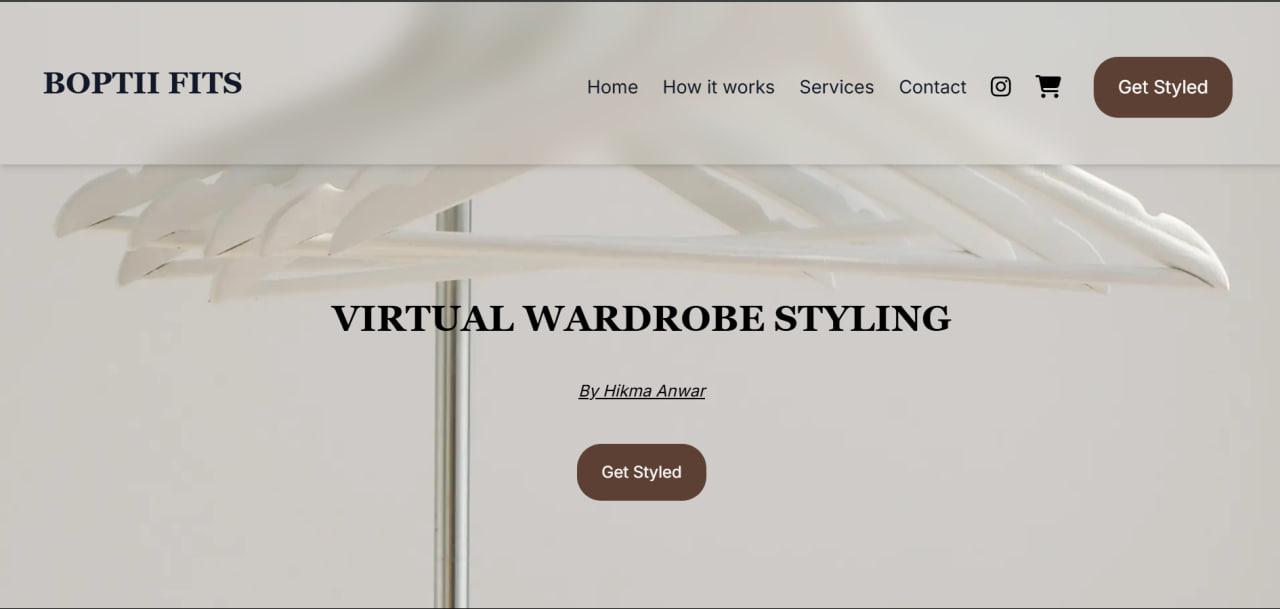 BOPTII FITS
Home How it works Services Contact Get Styled
VIRTUAL WARDROBE STYLING
By Hikma Anwar
Get Styled